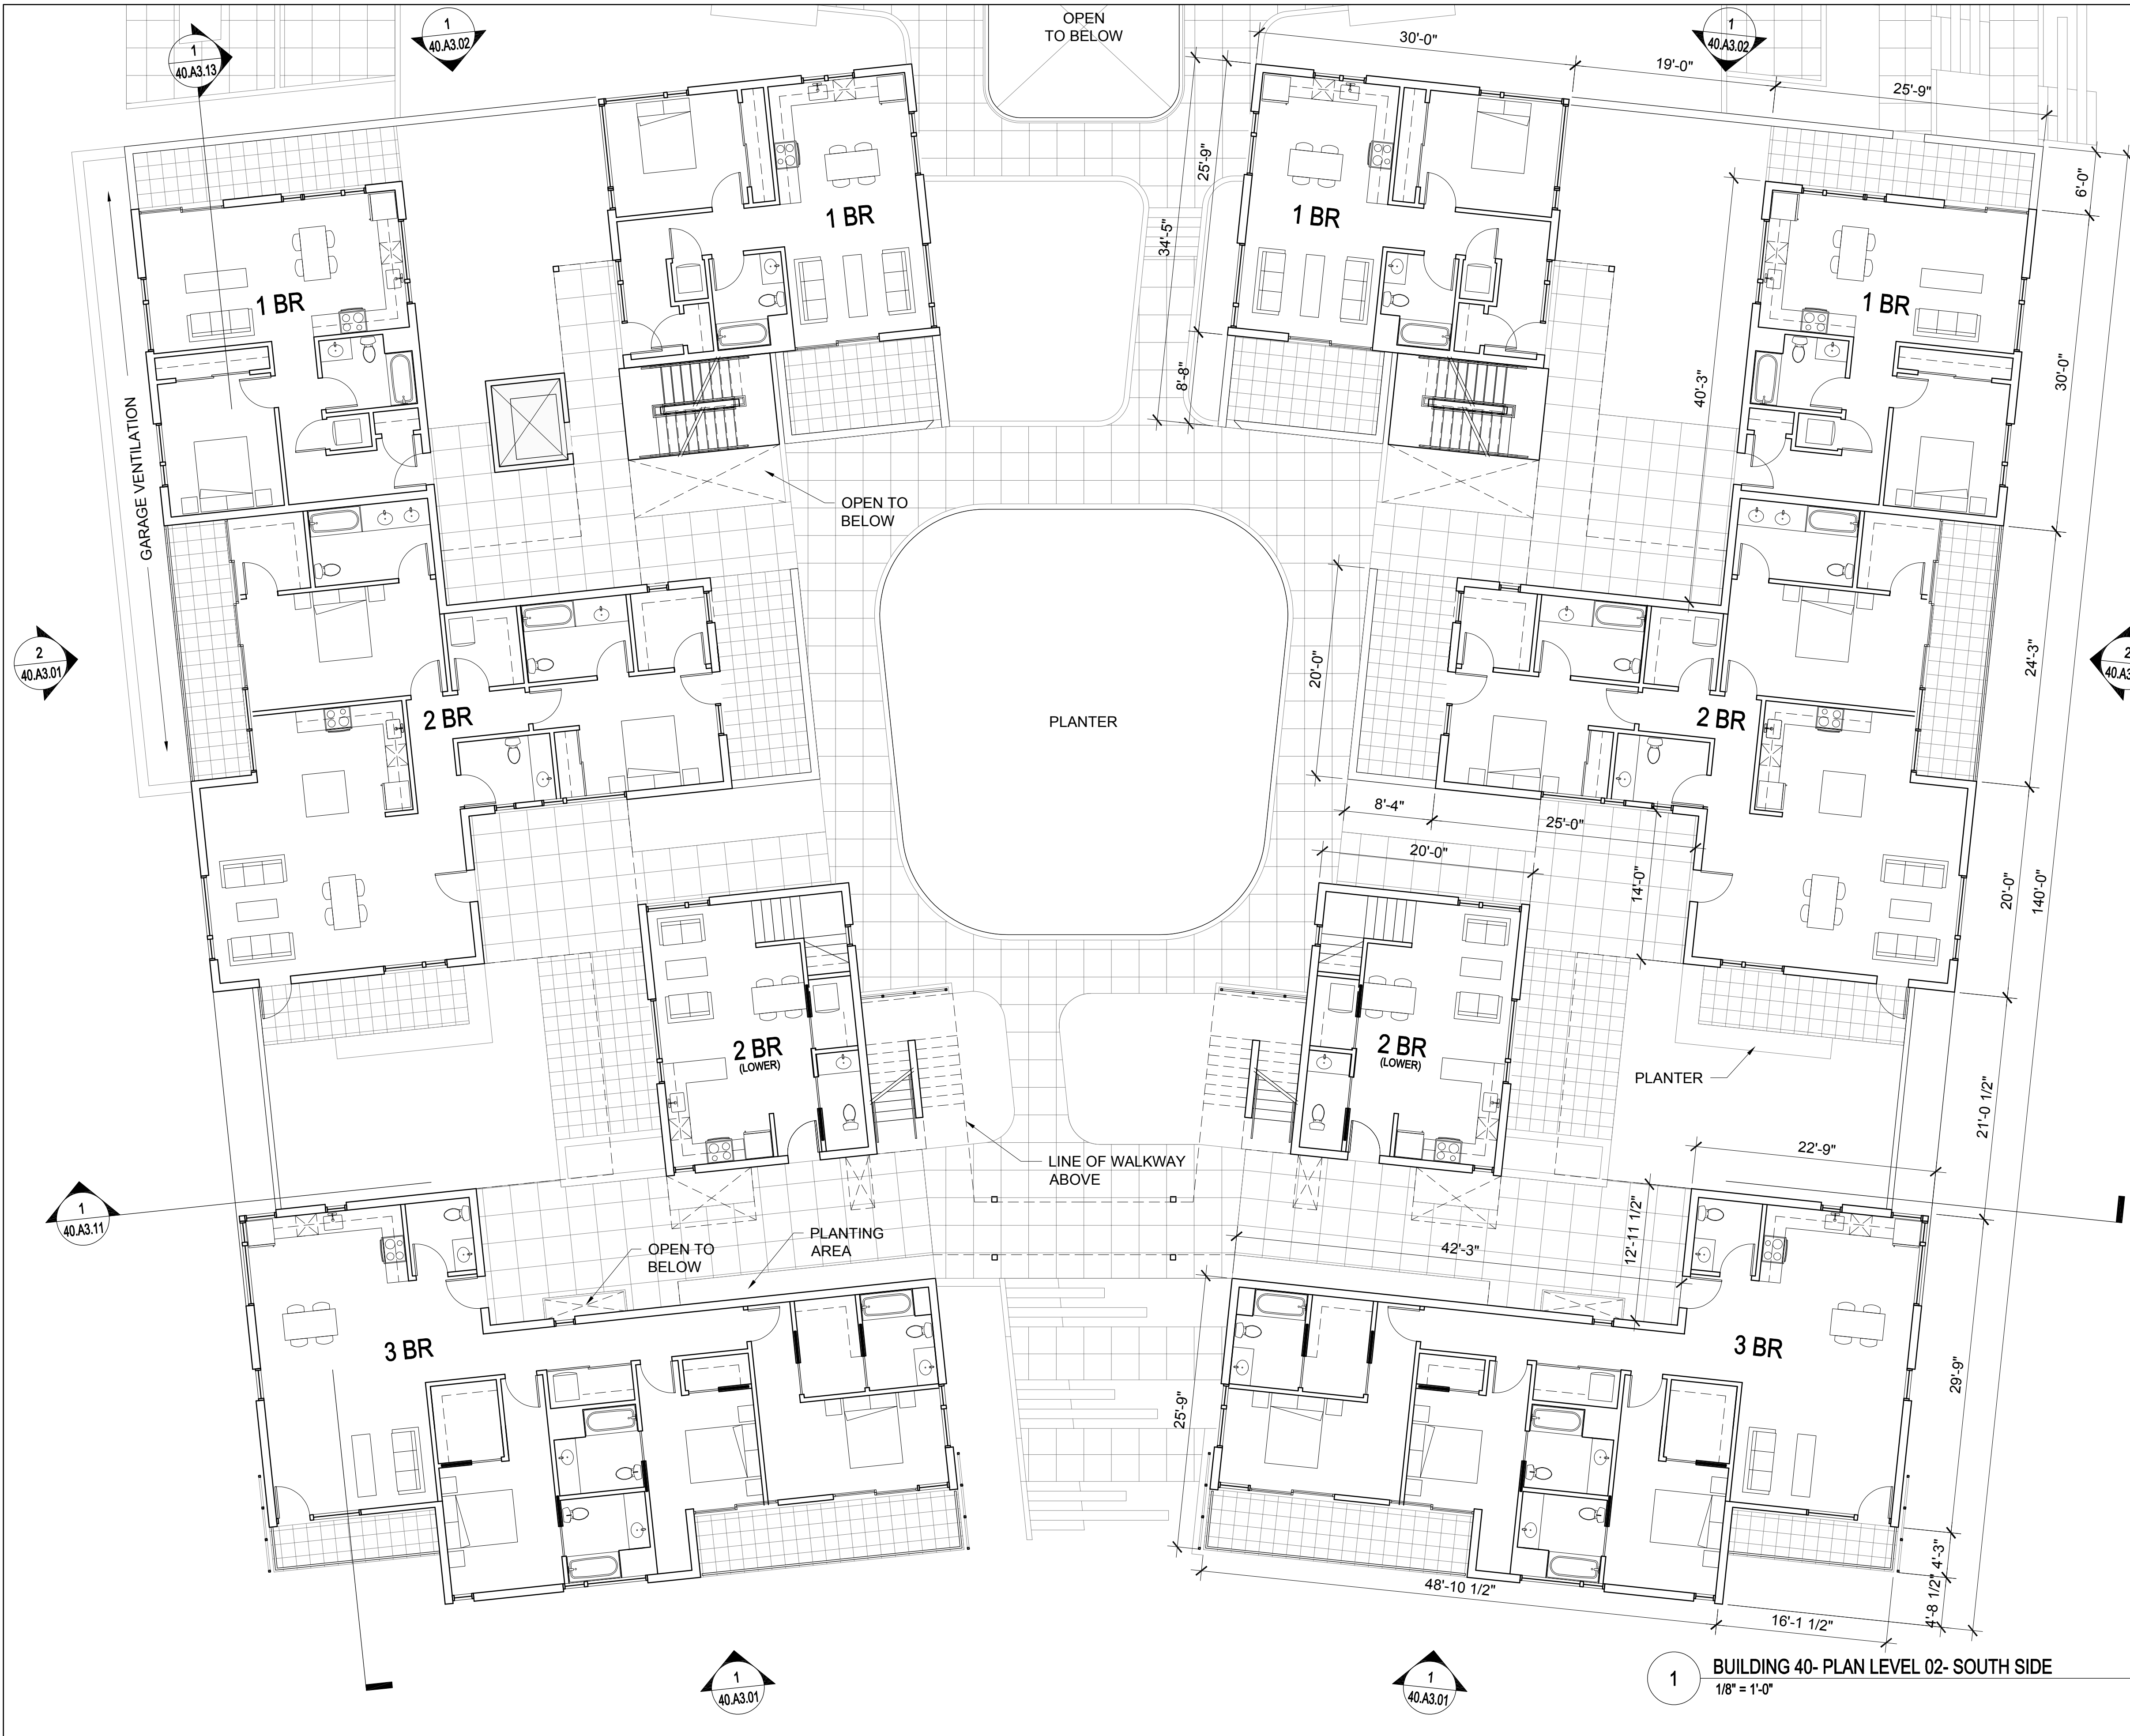 1
40.A3.13
1
40.A3.02
OPEN
TO BELOW
1
40.A3.02
30'-0"
19'-0"
25'-9"
6'-0"
25'-9"
34'-5"
8'-8"
40'-3"
30'-0"
1 BR
1 BR
1 BR
1 BR
GARAGE VENTILATION
OPEN TO
BELOW
2
40.A3.01
20'-0"
24'-3"
2 BR
PLANTER
2 BR
8'-4"
25'-0"
20'-0"
14'-0"
20'-0"
140'-0"
2 BR
(LOWER)
2 BR
(LOWER)
PLANTER
21'-0 1/2"
22'-9"
LINE OF WALKWAY
ABOVE
1
40.A3.11
PLANTING
AREA
OPEN TO
BELOW
42'-3"
12'-11 1/2"
3 BR
3 BR
25'-9"
29'-9"
4'-3"
4'-8 1/2"
48'-10 1/2"
16'-1 1/2"
1
40.A3.01
1
40.A3.01
1
BUILDING 40- PLAN LEVEL 02- SOUTH SIDE
1/8" = 1'-0"